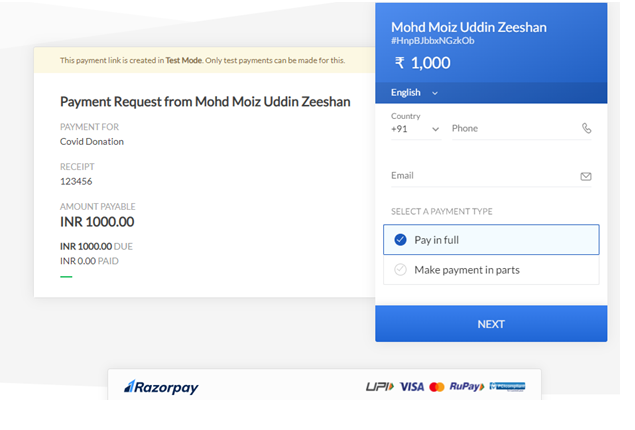 This payment link is created in Test Mode. Only test payments can be made for this.
Payment Request from Mohd Moiz Uddin Zeeshan
PAYMENT FOR
Covid Donation
RECEIPT
123456
AMOUNT PAYABLE
INR 1000.00
INR 1000.00 DUE
INR 0.00 PAID
Mohd Moiz Uddin Zeeshan
#HnpBJbbxNGzkOb
₹ 1,000
English
Country
+91 Phone
Email
SELECT A PAYMENT TYPE
Pay in full
Make payment in parts
NEXT
Razorpay UPI VISA RuPay